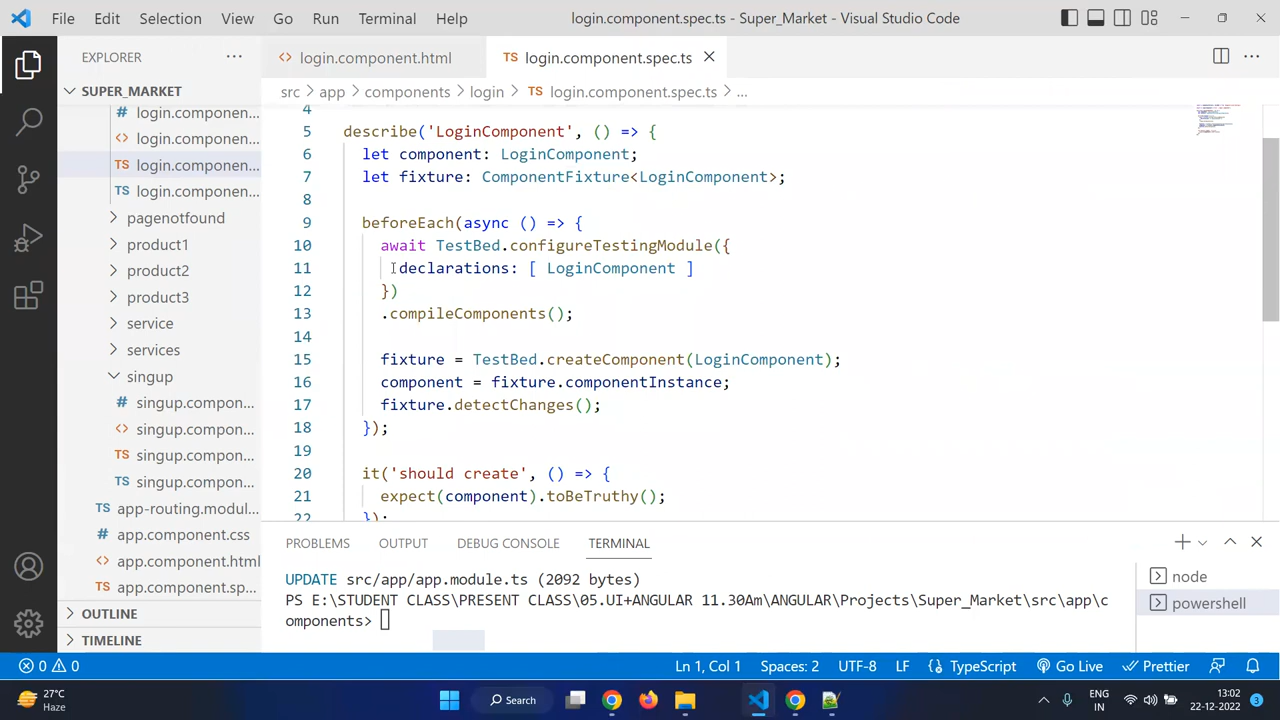 File Edit Selection View Go Run Terminal Help login.component.spec.ts - Super_Market - Visual Studio Code
EXPLORER
SUPER_MARKET
login.componen...
login.componen...
login.componen...
login.componen...
pagenotfound
product1
product2
product3
service
services
singup
singup.compon...
singup.compon...
singup.compon...
singup.compon...
app-routing.modul...
app.component.css
app.component.html
app.component.sp...
OUTLINE
TIMELINE
login.component.html
TS login.component.spec.ts
src > app > components > login > TS login.component.spec.ts > ...
4
5 describe('LoginComponent', () => {
6 let component: LoginComponent;
7 let fixture: ComponentFixture<LoginComponent>;
8
9 beforeEach(async () => {
10 await TestBed.configureTestingModule({
11 declarations: [ LoginComponent ]
12 })
13 .compileComponents();
14
15 fixture = TestBed.createComponent(LoginComponent);
16 component = fixture.componentInstance;
17 fixture.detectChanges();
18 });
19
20 it('should create', () => {
21 expect(component).toBeTruthy();
22 });
PROBLEMS OUTPUT DEBUG CONSOLE TERMINAL
UPDATE src/app/app.module.ts (2092 bytes)
PS E:\STUDENT CLASS\PRESENT CLASS\05.UI+ANGULAR 11.30Am\ANGULAR\Projects\Super_Market\src\app\c
omponents>
node
powershell
0 0 Ln 1, Col 1 Spaces: 2 UTF-8 LF TypeScript Go Live Prettier
27°C
Haze
Search
ENG
IN
13:02
22-12-2022
3